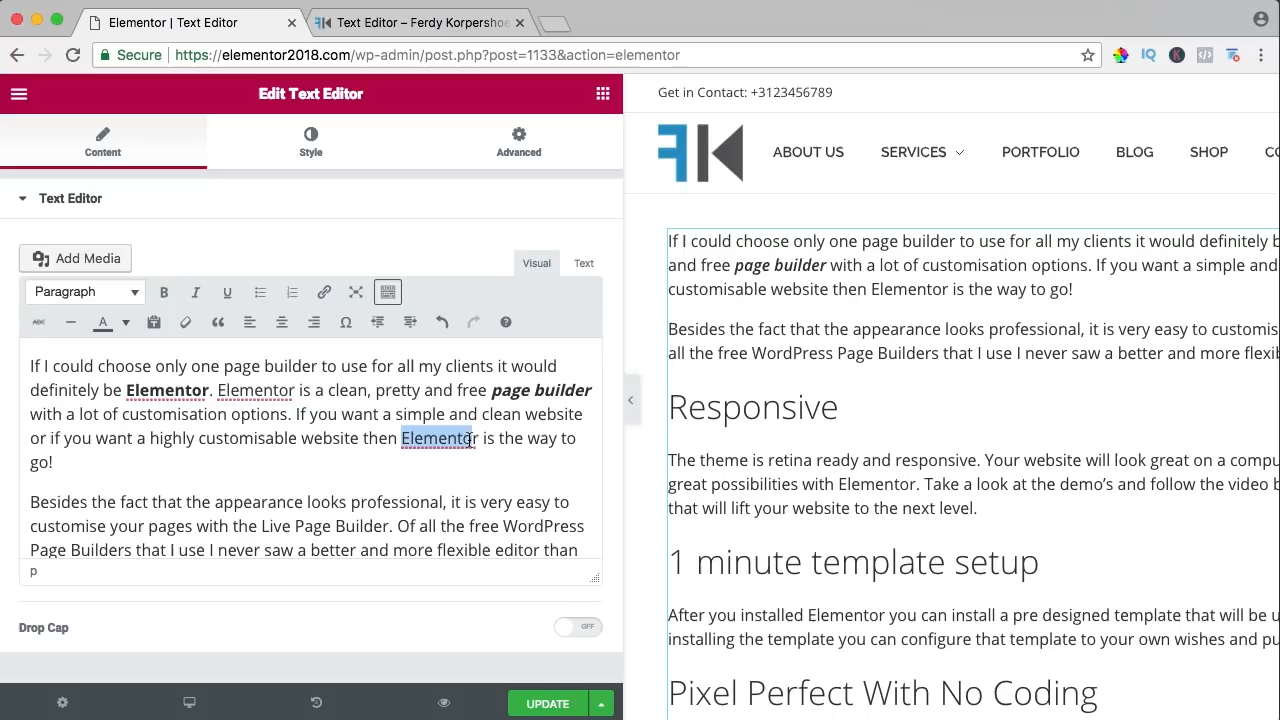 Elementor | Text Editor
Text Editor – Ferdy Korpershoe
Secure
https://elementor2018.com/wp-admin/post.php?post=1133&action=elementor
IQ
K
Edit Text Editor
Content
Style
Advanced
Text Editor
Add Media
Visual
Text
Paragraph
B
I
U
ABC
A
If I could choose only one page builder to use for all my clients it would
definitely be Elementor. Elementor is a clean, pretty and free page builder
with a lot of customisation options. If you want a simple and clean website
or if you want a highly customisable website then Elementor is the way to
go!
Besides the fact that the appearance looks professional, it is very easy to
customise your pages with the Live Page Builder. Of all the free WordPress
Page Builders that I use I never saw a better and more flexible editor than
p
Drop Cap
OFF
UPDATE
Get in Contact: +3123456789
FK
ABOUT US
SERVICES
PORTFOLIO
BLOG
SHOP
CO
If I could choose only one page builder to use for all my clients it would definitely b
and free page builder with a lot of customisation options. If you want a simple and
customisable website then Elementor is the way to go!
Besides the fact that the appearance looks professional, it is very easy to customis
all the free WordPress Page Builders that I use I never saw a better and more flexib
Responsive
The theme is retina ready and responsive. Your website will look great on a compu
great possibilities with Elementor. Take a look at the demo’s and follow the video b
that will lift your website to the next level.
1 minute template setup
After you installed Elementor you can install a pre designed template that will be u
installing the template you can configure that template to your own wishes and pu
Pixel Perfect With No Coding